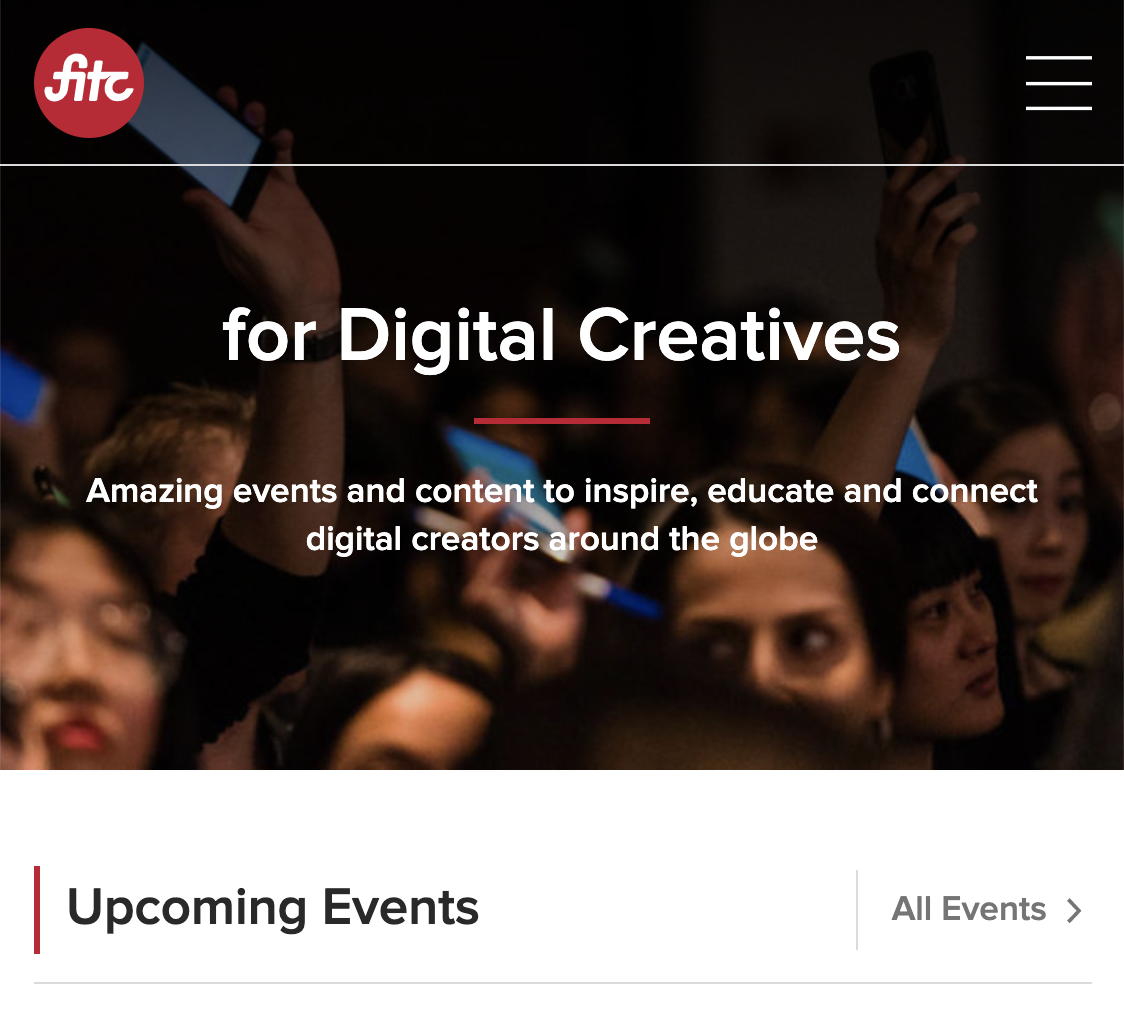 fitc
for Digital Creatives
Amazing events and content to inspire, educate and connect
digital creators around the globe
Upcoming Events
All Events